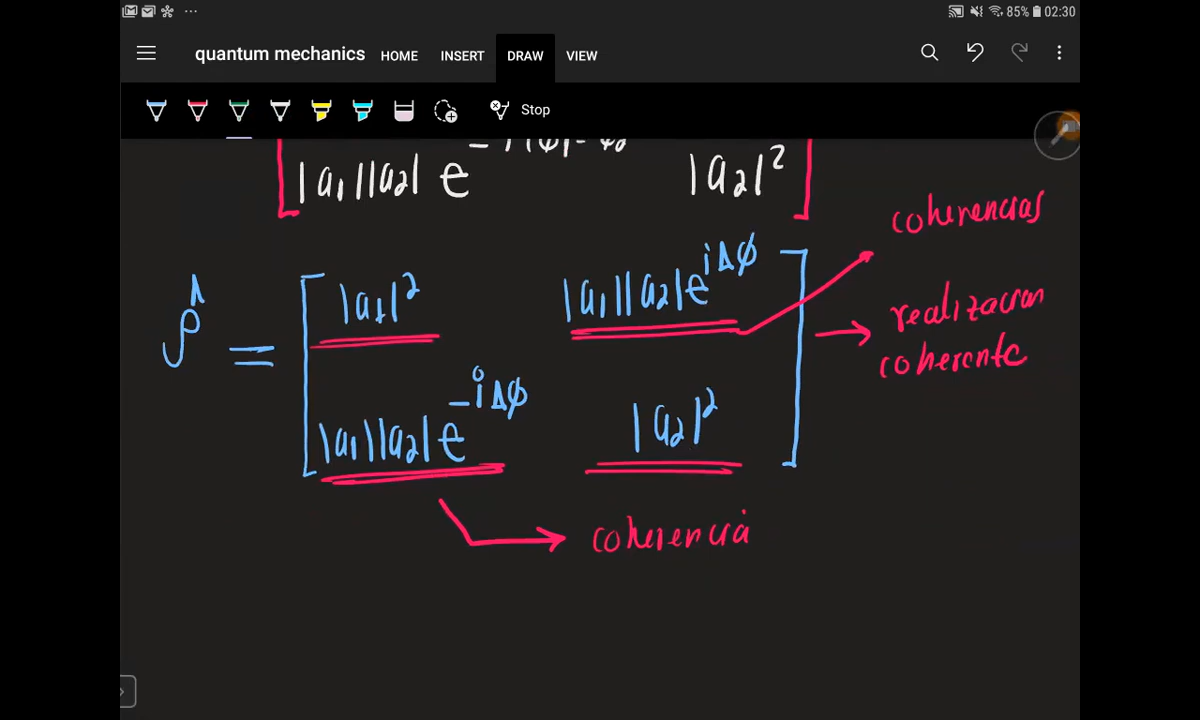 85% 02:30
quantum mechanics HOME INSERT DRAW VIEW
Stop
|a₁||a₂| e |a₂|²
coherencias
ρ̂ = [ |a₁|² |a₁||a₂|e^{iΔϕ}
realizacion
coherente
|a₁||a₂| e^{-iΔϕ} |a₂|² ]
coherencia